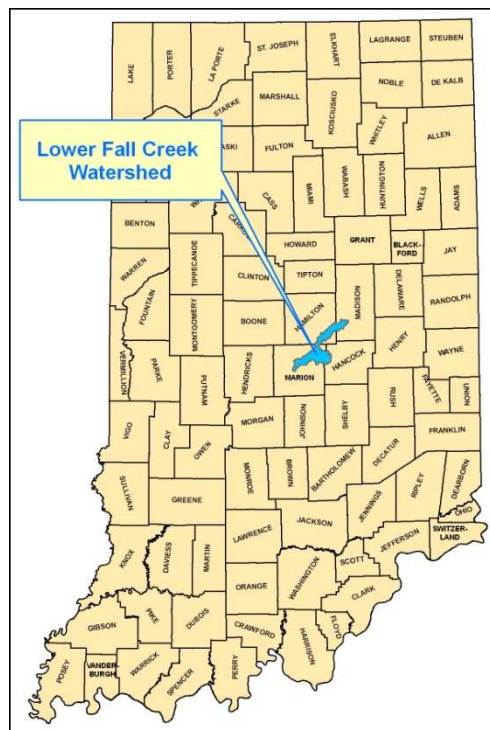 LAKE
PORTER
LA PORTE
ST. JOSEPH
ELKHART
LAGRANGE
STEUBEN
NOBLE
DE KALB
STARKE
MARSHALL
KOSCIUSKO
WHITLEY
ALLEN
Lower Fall Creek
Watershed
ASKI
FULTON
WABASH
HUNTINGTON
WELLS
ADAMS
CASS
MIAMI
BENTON
CARROLL
HOWARD
GRANT
BLACK-
FORD
JAY
WARREN
TIPPECANOE
CLINTON
TIPTON
MADISON
DELAWARE
RANDOLPH
FOUNTAIN
MONTGOMERY
BOONE
HAMILTON
HENRY
WAYNE
VERMILLION
PARKE
PUTNAM
HENDRICKS
MARION
HANCOCK
RUSH
FAYETTE
UNION
VIGO
CLAY
OWEN
MORGAN
JOHNSON
SHELBY
FRANKLIN
SULLIVAN
GREENE
MONROE
BROWN
BARTHOLOMEW
DECATUR
RIPLEY
DEARBORN
OHIO
KNOX
DAVIESS
MARTIN
LAWRENCE
JACKSON
JENNINGS
JEFFERSON
SWITZER-
LAND
ORANGE
WASHINGTON
SCOTT
CLARK
GIBSON
PIKE
DUBOIS
CRAWFORD
HARRISON
FLOYD
POSEY
VANDER-
BURGH
WARRICK
SPENCER
PERRY